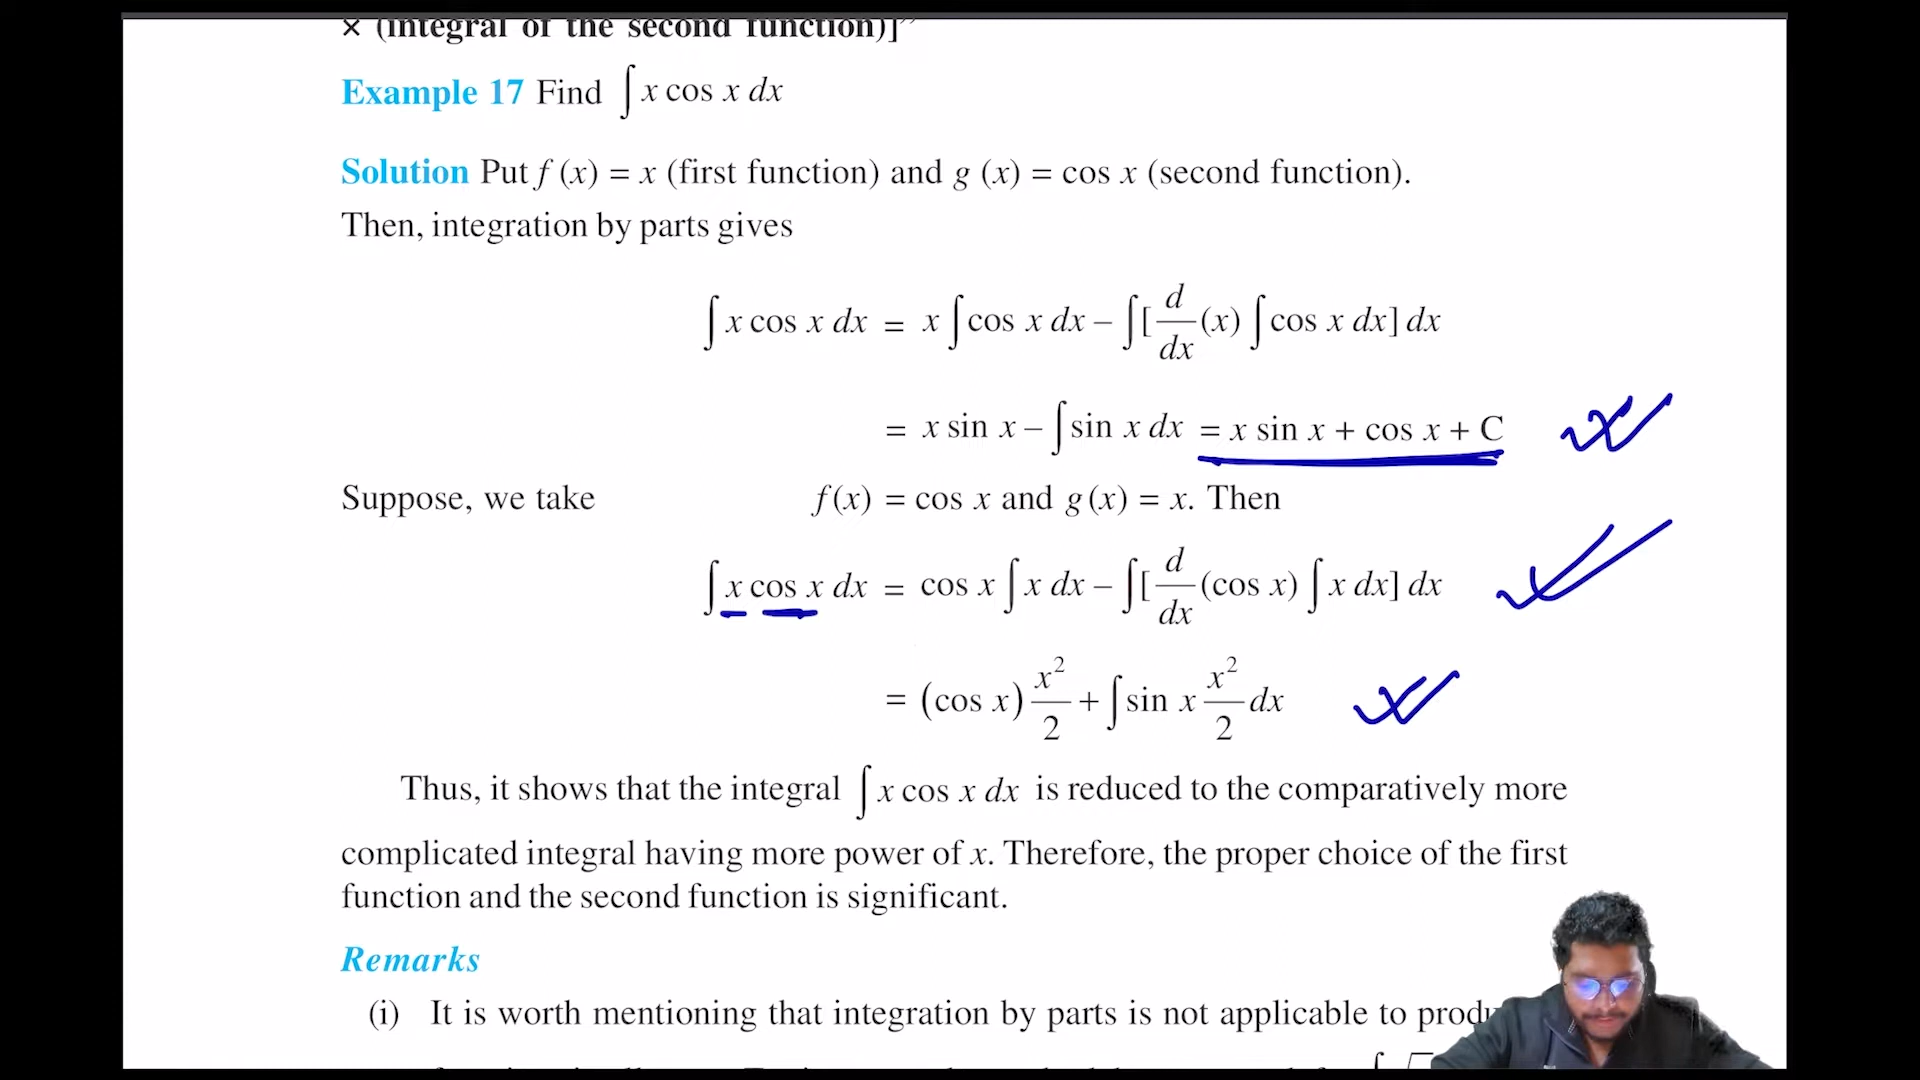 × (integral of the second function)]”
Example 17 Find ∫ x cos x dx
Solution Put f (x) = x (first function) and g (x) = cos x (second function).
Then, integration by parts gives
∫ x cos x dx = x ∫ cos x dx – ∫ [ d/dx (x) ∫ cos x dx] dx
= x sin x – ∫ sin x dx = x sin x + cos x + C
Suppose, we take f (x) = cos x and g (x) = x. Then
∫ x cos x dx = cos x ∫ x dx – ∫ [ d/dx (cos x) ∫ x dx] dx
= (cos x) x²/2 + ∫ sin x x²/2 dx
Thus, it shows that the integral ∫ x cos x dx is reduced to the comparatively more
complicated integral having more power of x. Therefore, the proper choice of the first
function and the second function is significant.
Remarks
(i) It is worth mentioning that integration by parts is not applicable to